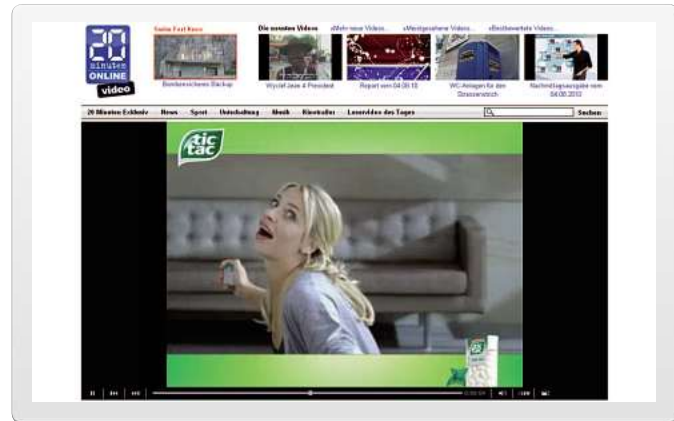 20
minuten
ONLINE
video
Swiss Fast News
Bombensicheres Backup
Die neusten Videos
»Mehr neue Videos...
»Meistgesehene Videos...
»Bestbewertete Videos...
Wyclef Jean 4 President
Report vom 04.08.10
WC-Anlagen für den Strassenstrich
Nachmittagsausgabe vom 04.08.2010
20 Minuten Exklusiv News Sport Unterhaltung Musik Kinotrailer Leservideo des Tages Suchen
tic
tac
tic
tac